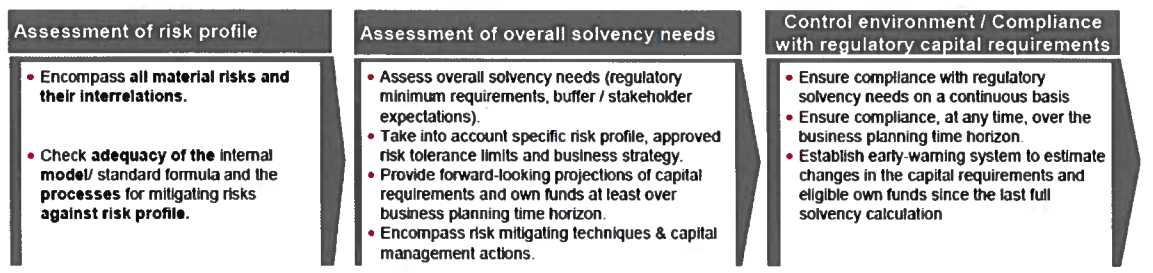 Assessment of risk profile
• Encompass all material risks and
their interrelations.
• Check adequacy of the internal
model/ standard formula and the
processes for mitigating risks
against risk profile.
Assessment of overall solvency needs
• Assess overall solvency needs (regulatory
minimum requirements, buffer / stakeholder
expectations).
• Take into account specific risk profile, approved
risk tolerance limits and business strategy.
• Provide forward-looking projections of capital
requirements and own funds at least over
business planning time horizon.
• Encompass risk mitigating techniques & capital
management actions.
Control environment / Compliance
with regulatory capital requirements
• Ensure compliance with regulatory
solvency needs on a continuous basis
• Ensure compliance, at any time, over the
business planning time horizon.
• Establish early-warning system to estimate
changes in the capital requirements and
eligible own funds since the last full
solvency calculation